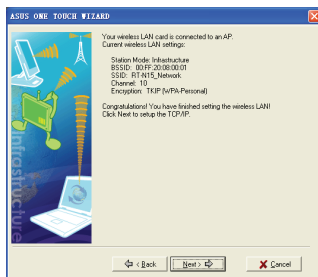 ASUS ONE TOUCH WIZARD
Your wireless LAN card is connected to an AP.
Current wireless LAN settings:
Station Mode: Infrastructure
BSSID: 00:FF:20:08:00:01
SSID: RT-N15_Network
Channel: 10
Encryption: TKIP (WPA-Personal)
Congratulations! You have finished setting the wireless LAN!
Click Next to setup the TCP/IP.
Infrastructure
< Back
Next >
Cancel